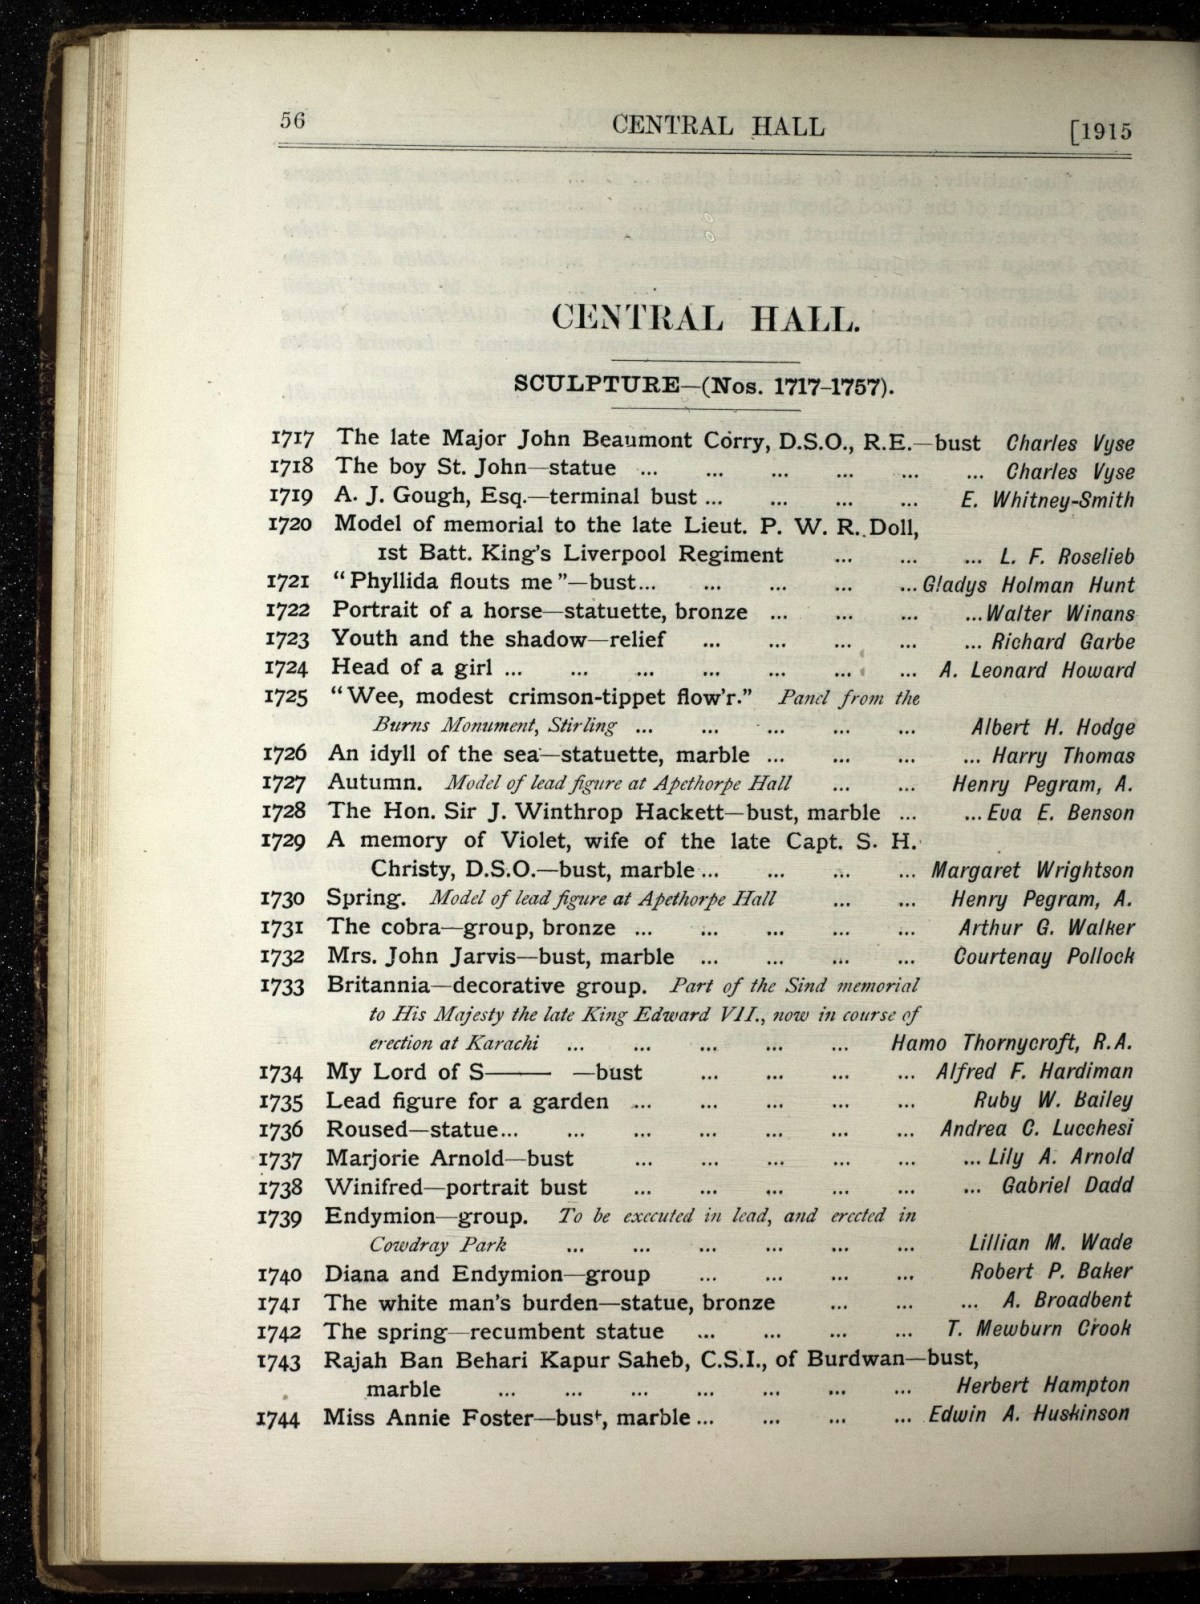 56 CENTRAL HALL [1915
CENTRAL HALL.
SCULPTURE—(Nos. 1717-1757).
1717 The late Major John Beaumont Corry, D.S.O., R.E.—bust Charles Vyse
1718 The boy St. John—statue ... ... ... ... ... ... Charles Vyse
1719 A. J. Gough, Esq.—terminal bust ... ... ... ... E. Whitney-Smith
1720 Model of memorial to the late Lieut. P. W. R. Doll,
1st Batt. King's Liverpool Regiment ... ... ... L. F. Roselieb
1721 "Phyllida flouts me"—bust... ... ... ... ... Gladys Holman Hunt
1722 Portrait of a horse—statuette, bronze ... ... ... ... Walter Winans
1723 Youth and the shadow—relief ... ... ... ... ... Richard Garbe
1724 Head of a girl ... ... ... ... ... ... ... A. Leonard Howard
1725 "Wee, modest crimson-tippet flow'r." Panel from the
Burns Monument, Stirling ... ... ... ... ... Albert H. Hodge
1726 An idyll of the sea—statuette, marble ... ... ... ... Harry Thomas
1727 Autumn. Model of lead figure at Apethorpe Hall ... ... Henry Pegram, A.
1728 The Hon. Sir J. Winthrop Hackett—bust, marble ... ... Eva E. Benson
1729 A memory of Violet, wife of the late Capt. S. H.
Christy, D.S.O.—bust, marble ... ... ... ... Margaret Wrightson
1730 Spring. Model of lead figure at Apethorpe Hall ... ... Henry Pegram, A.
1731 The cobra—group, bronze ... ... ... ... ... Arthur G. Walker
1732 Mrs. John Jarvis—bust, marble ... ... ... ... Courtenay Pollock
1733 Britannia—decorative group. Part of the Sind memorial
to His Majesty the late King Edward VII., now in course of
erection at Karachi ... ... ... ... ... Hamo Thornycroft, R.A.
1734 My Lord of S—— —bust ... ... ... ... Alfred F. Hardiman
1735 Lead figure for a garden ... ... ... ... ... Ruby W. Bailey
1736 Roused—statue... ... ... ... ... ... ... Andrea C. Lucchesi
1737 Marjorie Arnold—bust ... ... ... ... ... ... Lily A. Arnold
1738 Winifred—portrait bust ... ... ... ... ... ... Gabriel Dadd
1739 Endymion—group. To be executed in lead, and erected in
Cowdray Park ... ... ... ... ... ... Lillian M. Wade
1740 Diana and Endymion—group ... ... ... ... Robert P. Baker
1741 The white man's burden—statue, bronze ... ... ... A. Broadbent
1742 The spring—recumbent statue ... ... ... ... T. Mewburn Crook
1743 Rajah Ban Behari Kapur Saheb, C.S.I., of Burdwan—bust,
marble ... ... ... ... ... ... ... Herbert Hampton
1744 Miss Annie Foster—bust, marble ... ... ... ... Edwin A. Huskinson